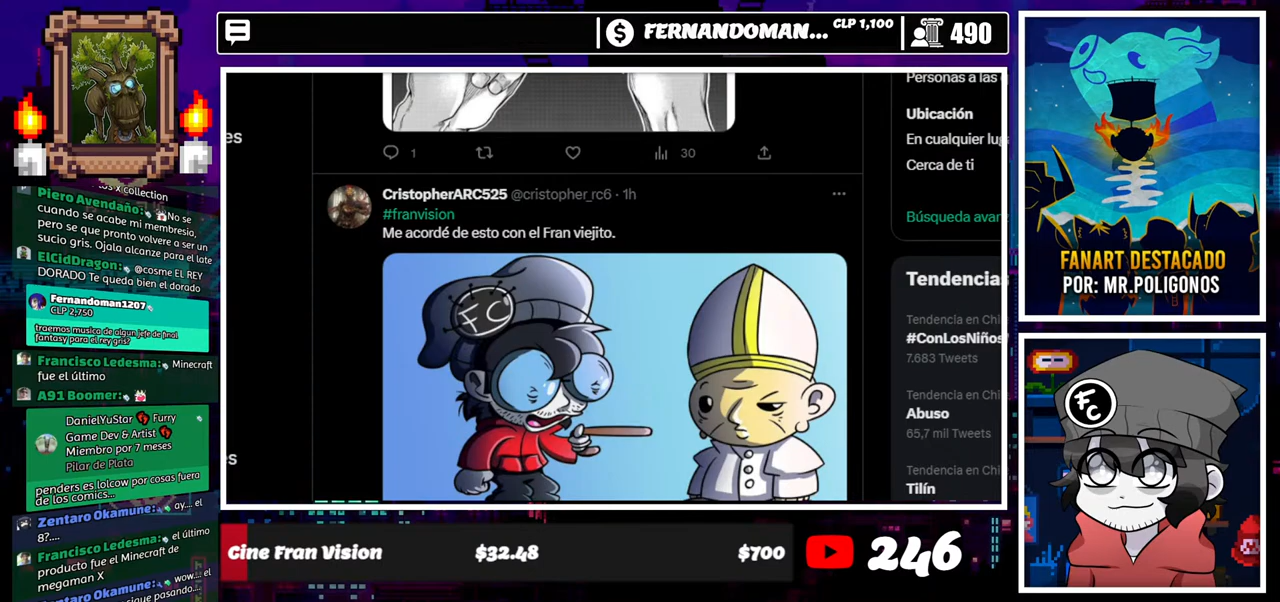 FERNANDOMAN...
CLP 1,100
490
los X collection
Piero Avendaño: No se
cuando se acabe mi membresia,
pero se que pronto volvere a ser un
sucio gris. Ojala alcanze para el late
ElCidDragon: @cosme EL REY
DORADO Te queda bien el dorado
Fernandoman1207
CLP 2,750
traemos musica de algun jefe de final
fantasy para el rey gris?
Francisco Ledesma: Minecraft
fue el último
A91 Boomer:
DanielYuStar 👣 Furry
Game Dev & Artist 👣
Miembro por 7 meses
Pilar de Plata
penders es lolcow por cosas fuera
de los comics...
Zentaro Okamune: ay.... el
8?....
Francisco Ledesma: el último
producto fue el Minecraft de
megaman X
Zentaro Okamune: wow... el
sigue pasando...
es
1
30
CristopherARC525 @cristopher_rc6 · 1h
#franvision
Me acordé de esto con el Fran viejito.
FC
es
Personas a las
Ubicación
En cualquier lug
Cerca de ti
Búsqueda avan
Tendencias
Tendencia en Chi
#ConLosNiños
7.683 Tweets
Tendencia en Chi
Abuso
65,7 mil Tweets
Tendencia en Chi
Tilín
Cine Fran Vision
$32.48
$700
246
FANART DESTACADO
POR: MR.POLIGONOS
FC